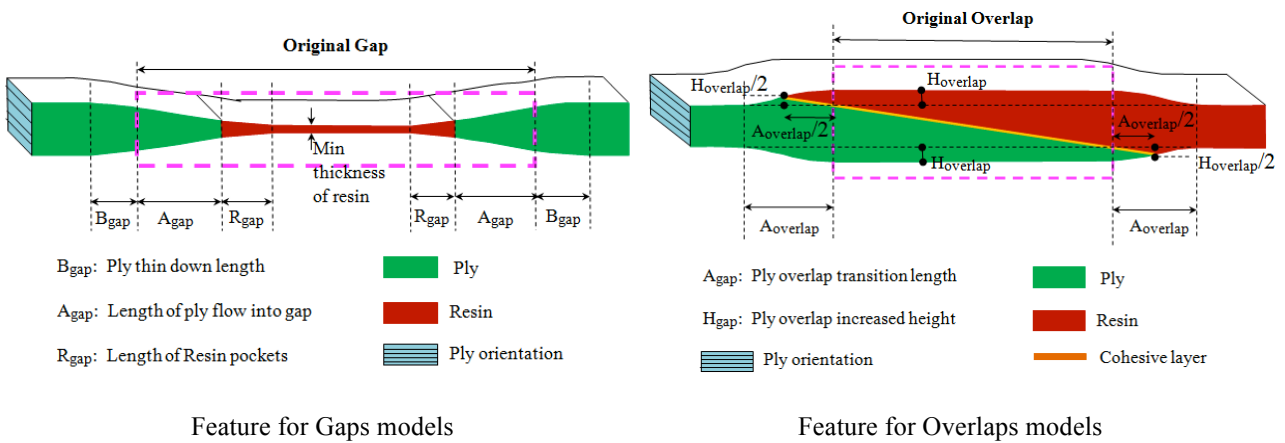 Original Gap
Min
thickness
of resin
Bgap
Agap
Rgap
Rgap
Agap
Bgap
Bgap: Ply thin down length
Ply
Agap: Length of ply flow into gap
Resin
Rgap: Length of Resin pockets
Ply orientation
Feature for Gaps models
Original Overlap
Hoverlap/2
Hoverlap
Aoverlap/2
Aoverlap/2
Hoverlap
Hoverlap/2
Aoverlap
Aoverlap
Agap: Ply overlap transition length
Ply
Hgap: Ply overlap increased height
Resin
Ply orientation
Cohesive layer
Feature for Overlaps models